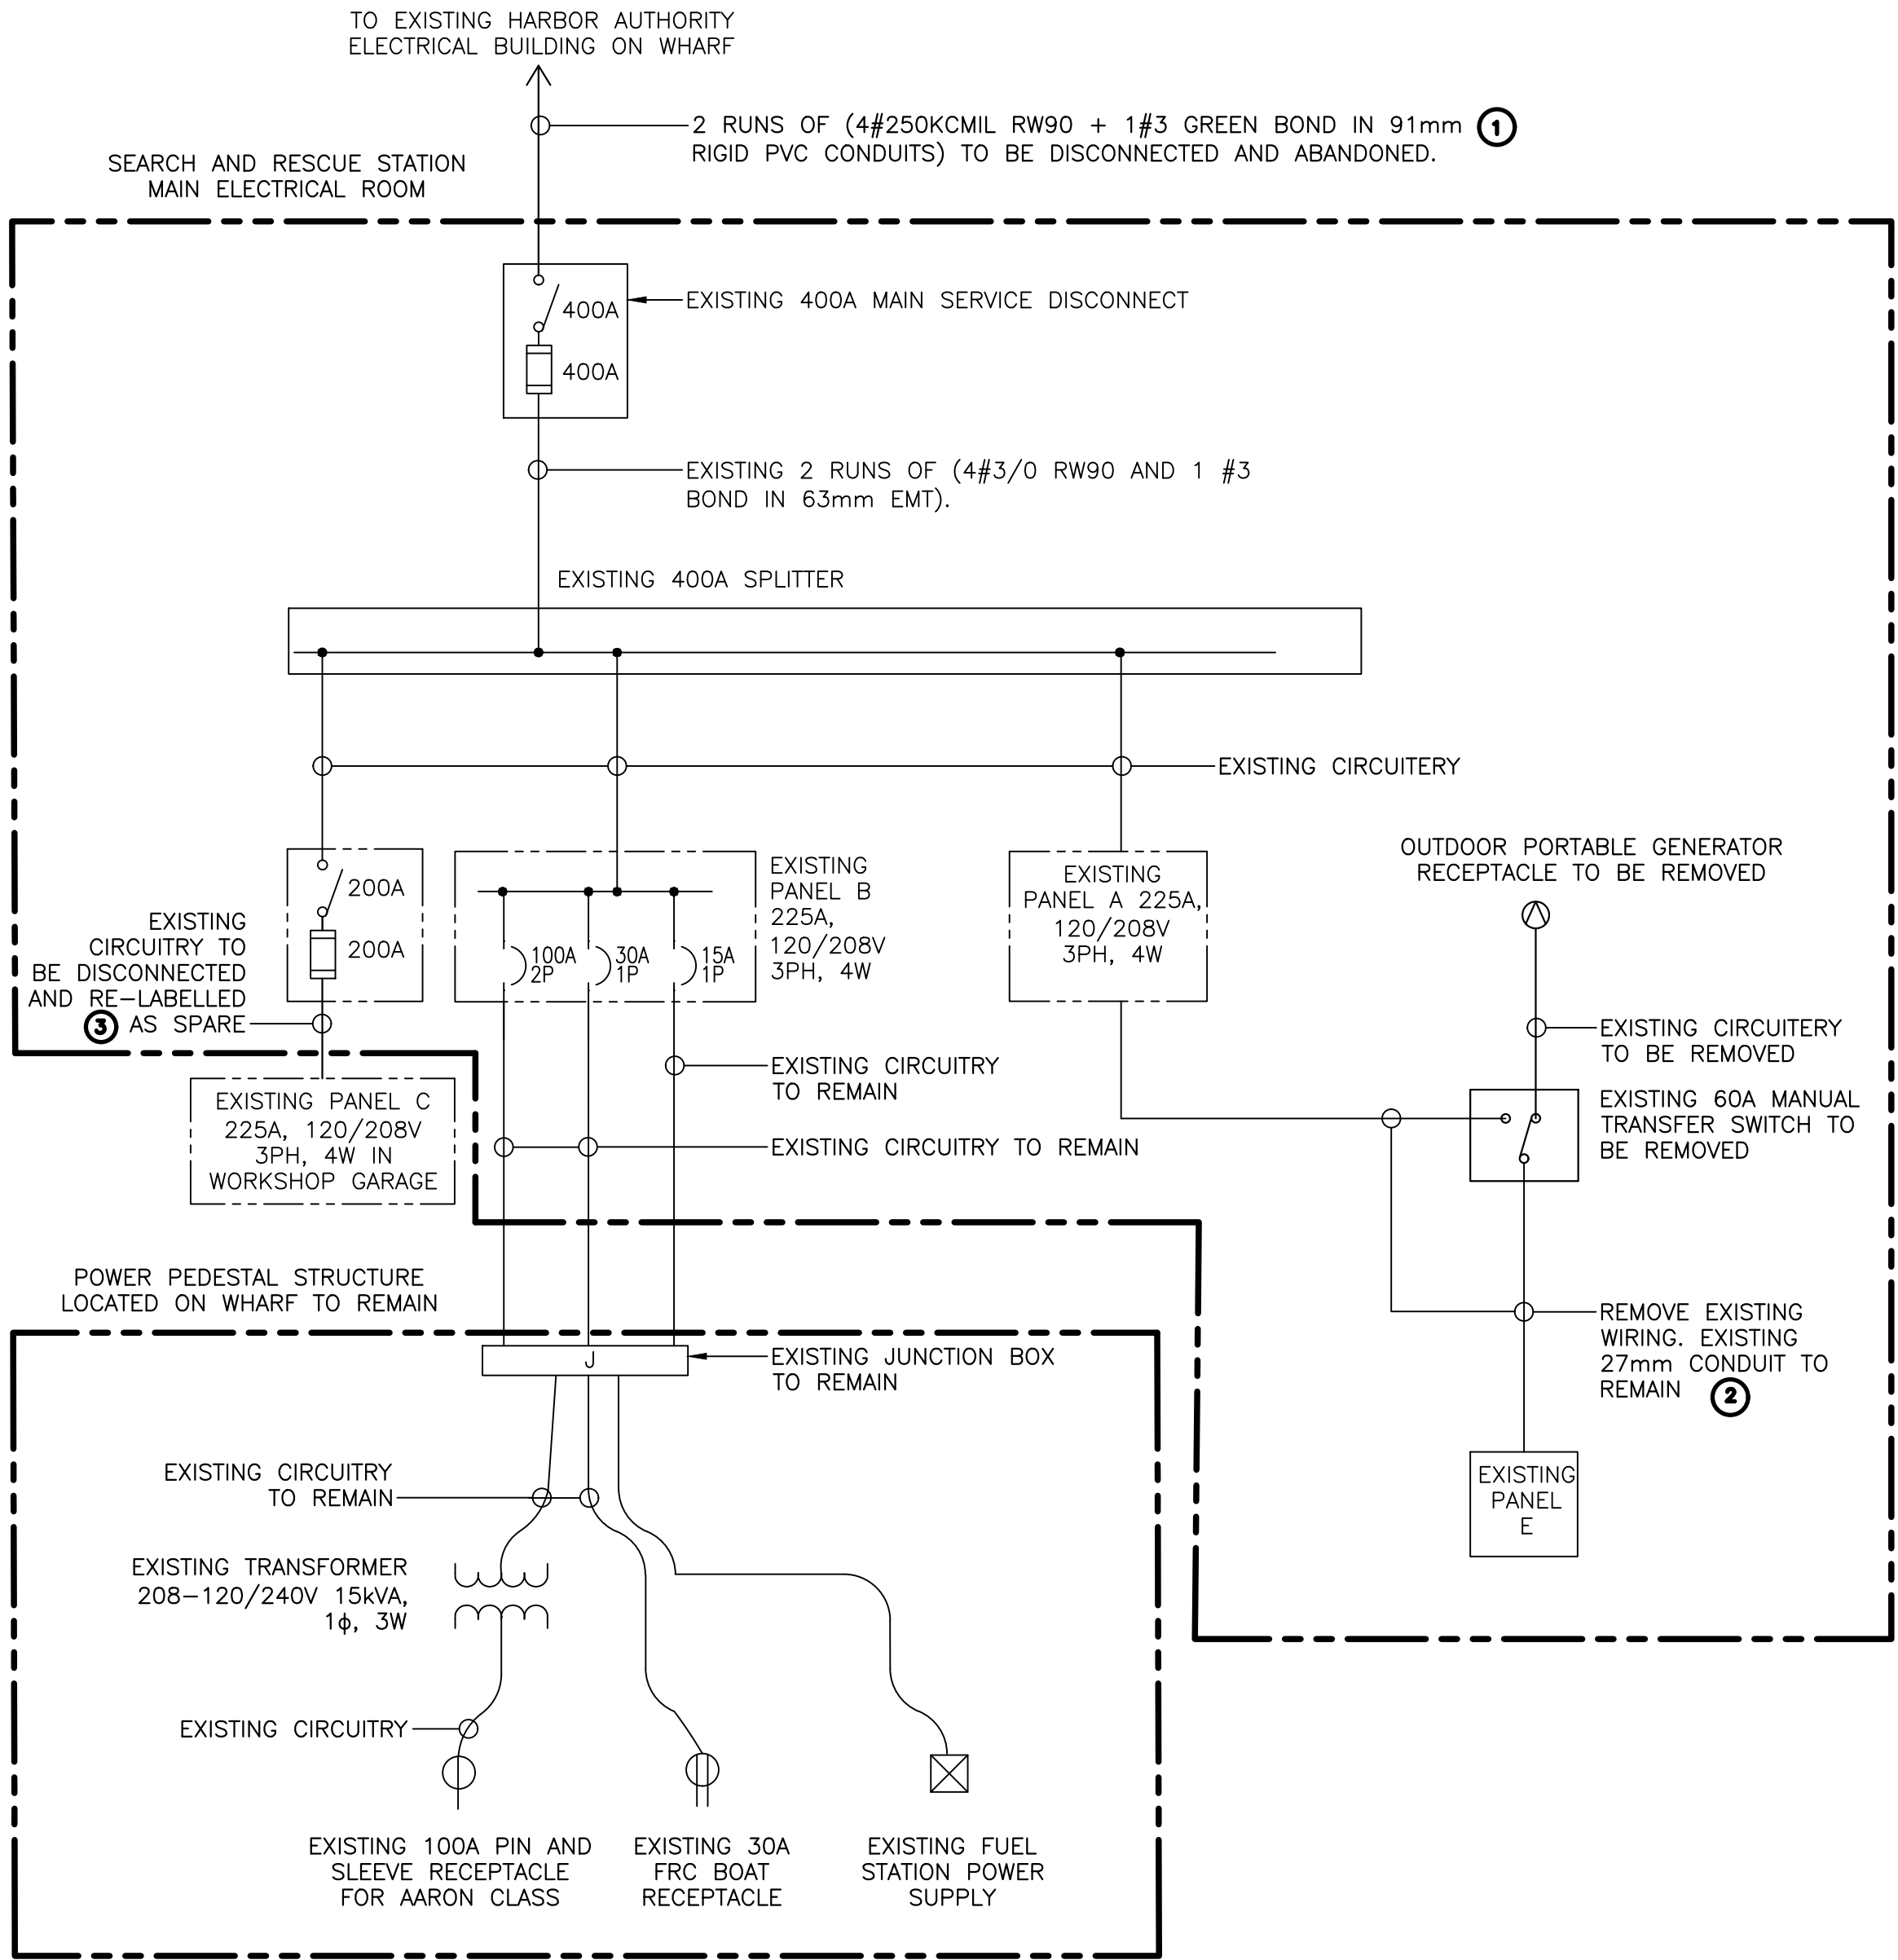 TO EXISTING HARBOR AUTHORITY
ELECTRICAL BUILDING ON WHARF
2 RUNS OF (4#250KCMIL RW90 + 1#3 GREEN BOND IN 91mm
RIGID PVC CONDUITS) TO BE DISCONNECTED AND ABANDONED.
1
SEARCH AND RESCUE STATION
MAIN ELECTRICAL ROOM
400A
400A
EXISTING 400A MAIN SERVICE DISCONNECT
EXISTING 2 RUNS OF (4#3/0 RW90 AND 1 #3
BOND IN 63mm EMT).
EXISTING 400A SPLITTER
EXISTING CIRCUITERY
200A
200A
EXISTING
CIRCUITRY TO
BE DISCONNECTED
AND RE-LABELLED
3 AS SPARE
100A
2P
30A
1P
15A
1P
EXISTING
PANEL B
225A,
120/208V
3PH, 4W
EXISTING
PANEL A 225A,
120/208V
3PH, 4W
OUTDOOR PORTABLE GENERATOR
RECEPTACLE TO BE REMOVED
EXISTING CIRCUITERY
TO BE REMOVED
EXISTING 60A MANUAL
TRANSFER SWITCH TO
BE REMOVED
EXISTING PANEL C
225A, 120/208V
3PH, 4W IN
WORKSHOP GARAGE
EXISTING CIRCUITRY
TO REMAIN
EXISTING CIRCUITRY TO REMAIN
POWER PEDESTAL STRUCTURE
LOCATED ON WHARF TO REMAIN
REMOVE EXISTING
WIRING. EXISTING
27mm CONDUIT TO
REMAIN 2
J
EXISTING JUNCTION BOX
TO REMAIN
EXISTING
PANEL
E
EXISTING CIRCUITRY
TO REMAIN
EXISTING TRANSFORMER
208-120/240V 15kVA,
1ϕ, 3W
EXISTING CIRCUITRY
EXISTING 100A PIN AND
SLEEVE RECEPTACLE
FOR AARON CLASS
EXISTING 30A
FRC BOAT
RECEPTACLE
EXISTING FUEL
STATION POWER
SUPPLY